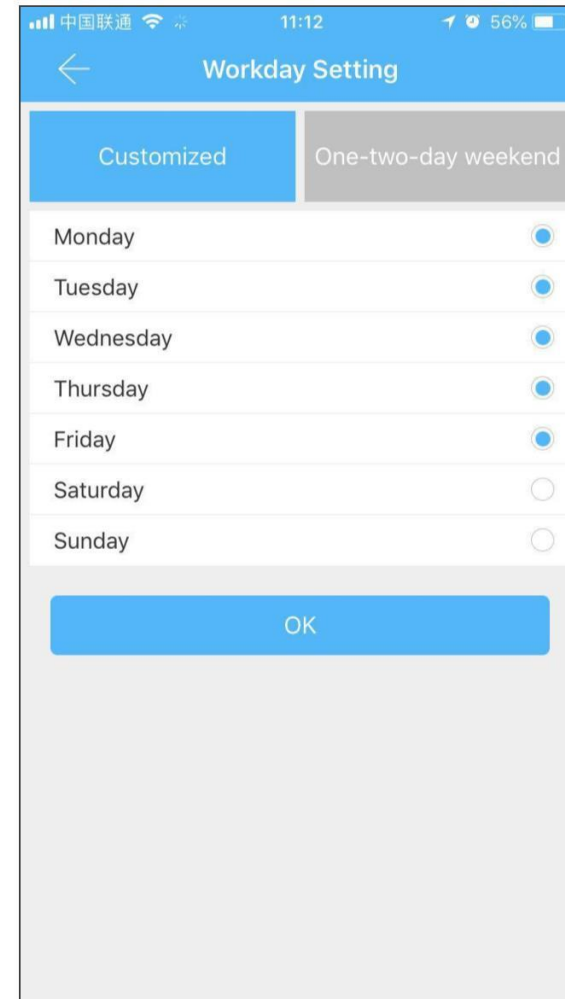 中国联通 11:12 56%
Workday Setting
Customized One-two-day weekend
Monday
Tuesday
Wednesday
Thursday
Friday
Saturday
Sunday
OK